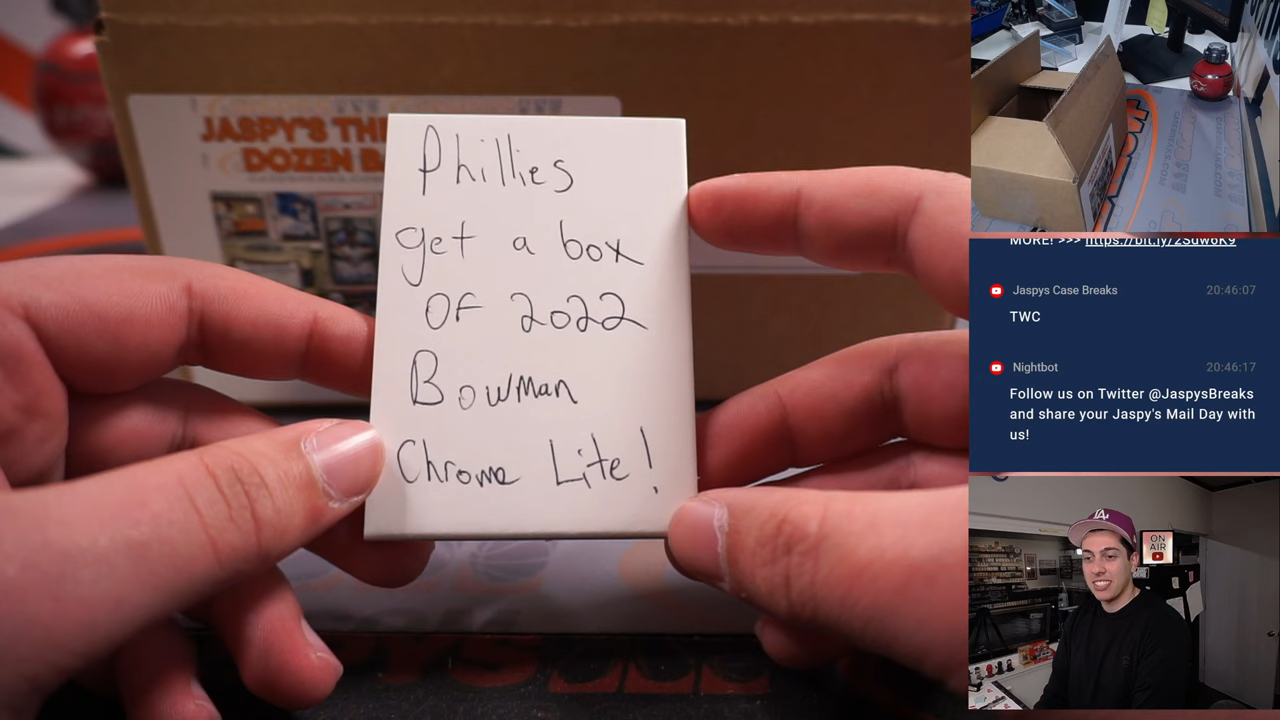 JASPY'S TH
DOZEN B
Phillies
get a box
OF 2022
Bowman
Chrome Lite!
MORE! >>> https://bit.ly/2Sdw6K9
Jaspys Case Breaks 20:46:07
TWC
Nightbot 20:46:17
Follow us on Twitter @JaspysBreaks
and share your Jaspy's Mail Day with
us!
LA
ON
AIR